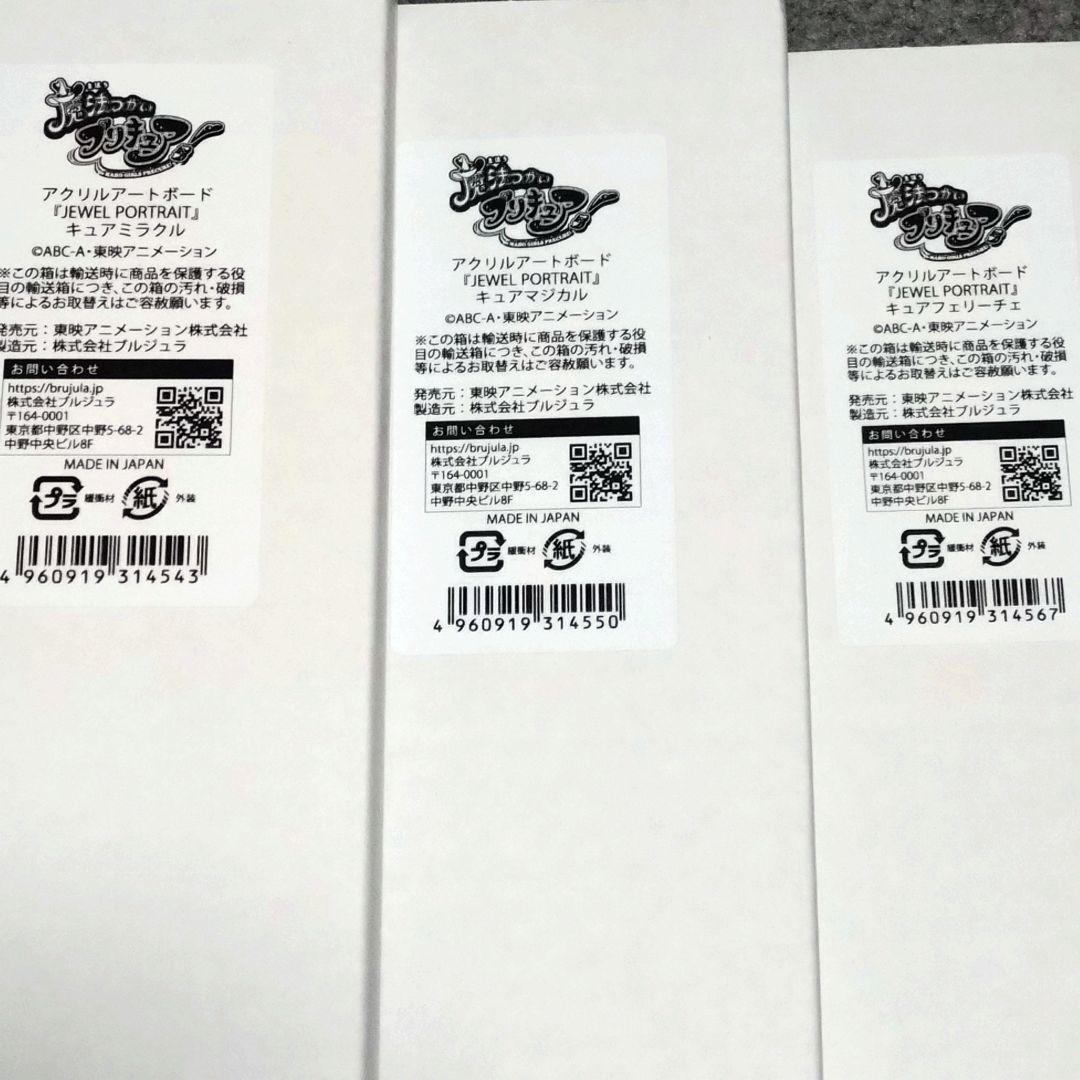 まほう
魔法つかい
プリキュア!
MAHO GIRLS PRECURE!
アクリルアートボード
『JEWEL PORTRAIT』
キュアミラクル
©ABC-A・東映アニメーション
※この箱は輸送時に商品を保護する役
目の輸送箱につき、この箱の汚れ・破損
等によるお取替えはご容赦願います。
発売元：東映アニメーション株式会社
製造元：株式会社ブルジュラ
お問い合わせ
https://brujula.jp
株式会社ブルジュラ
〒164-0001
東京都中野区中野5-68-2
中野中央ビル8F
MADE IN JAPAN
プラ 緩衝材 紙 外装
4 960919 314543
まほう
魔法つかい
プリキュア!
MAHO GIRLS PRECURE!
アクリルアートボード
『JEWEL PORTRAIT』
キュアマジカル
©ABC-A・東映アニメーション
※この箱は輸送時に商品を保護する役
目の輸送箱につき、この箱の汚れ・破損
等によるお取替えはご容赦願います。
発売元：東映アニメーション株式会社
製造元：株式会社ブルジュラ
お問い合わせ
https://brujula.jp
株式会社ブルジュラ
〒164-0001
東京都中野区中野5-68-2
中野中央ビル8F
MADE IN JAPAN
プラ 緩衝材 紙 外装
4 960919 314550
まほう
魔法つかい
プリキュア!
MAHO GIRLS PRECURE!
アクリルアートボード
『JEWEL PORTRAIT』
キュアフェリーチェ
©ABC-A・東映アニメーション
※この箱は輸送時に商品を保護する役
目の輸送箱につき、この箱の汚れ・破損
等によるお取替えはご容赦願います。
発売元：東映アニメーション株式会社
製造元：株式会社ブルジュラ
お問い合わせ
https://brujula.jp
株式会社ブルジュラ
〒164-0001
東京都中野区中野5-68-2
中野中央ビル8F
MADE IN JAPAN
プラ 緩衝材 紙 外装
4 960919 314567